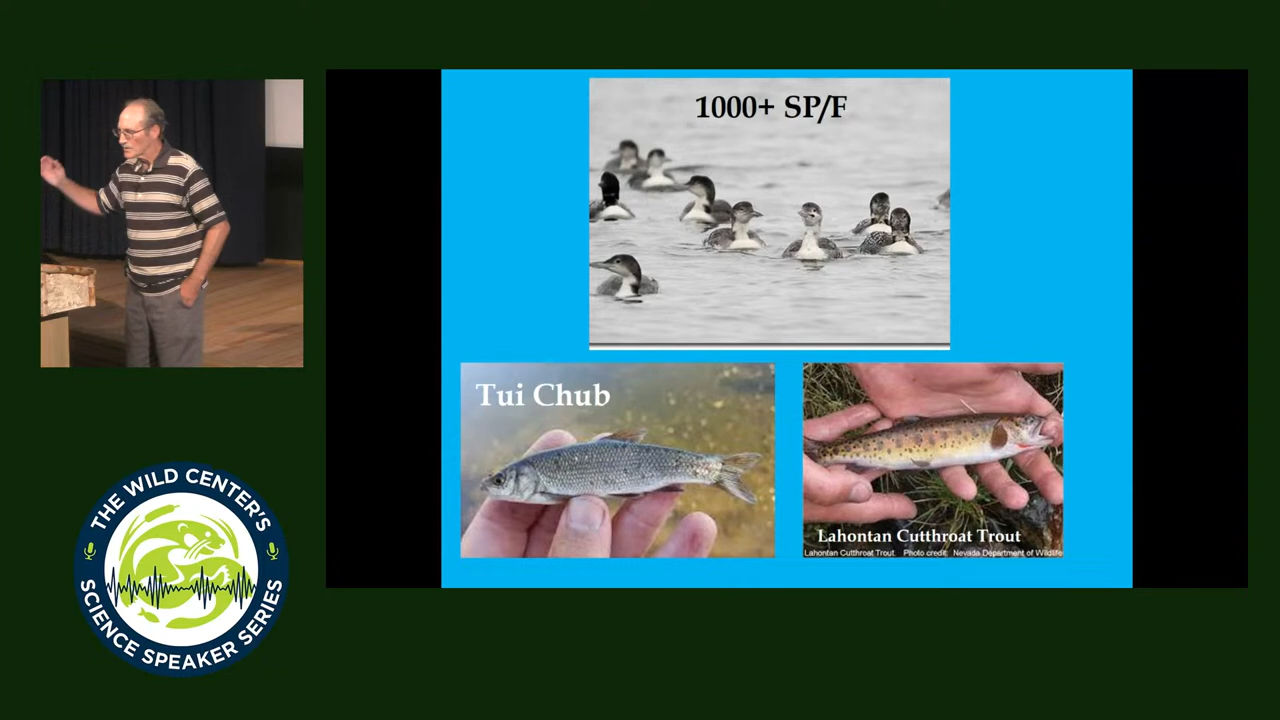 1000+ SP/F
Tui Chub
Lahontan Cutthroat Trout
Lahontan Cutthroat Trout Photo credit: Nevada Department of Wildlife
THE WILD CENTER'S
SCIENCE SPEAKER SERIES